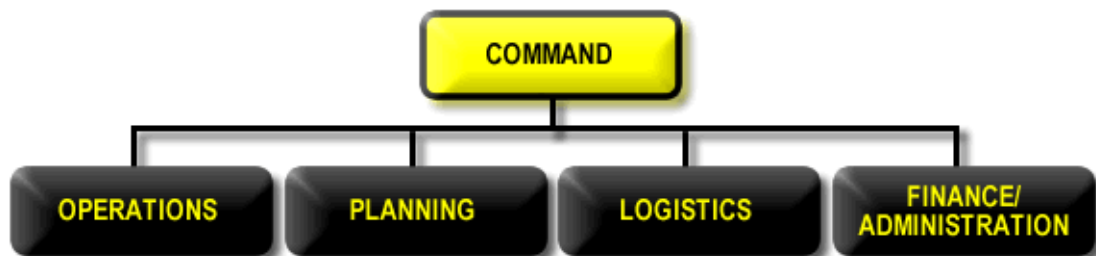 COMMAND
OPERATIONS
PLANNING
LOGISTICS
FINANCE/
ADMINISTRATION